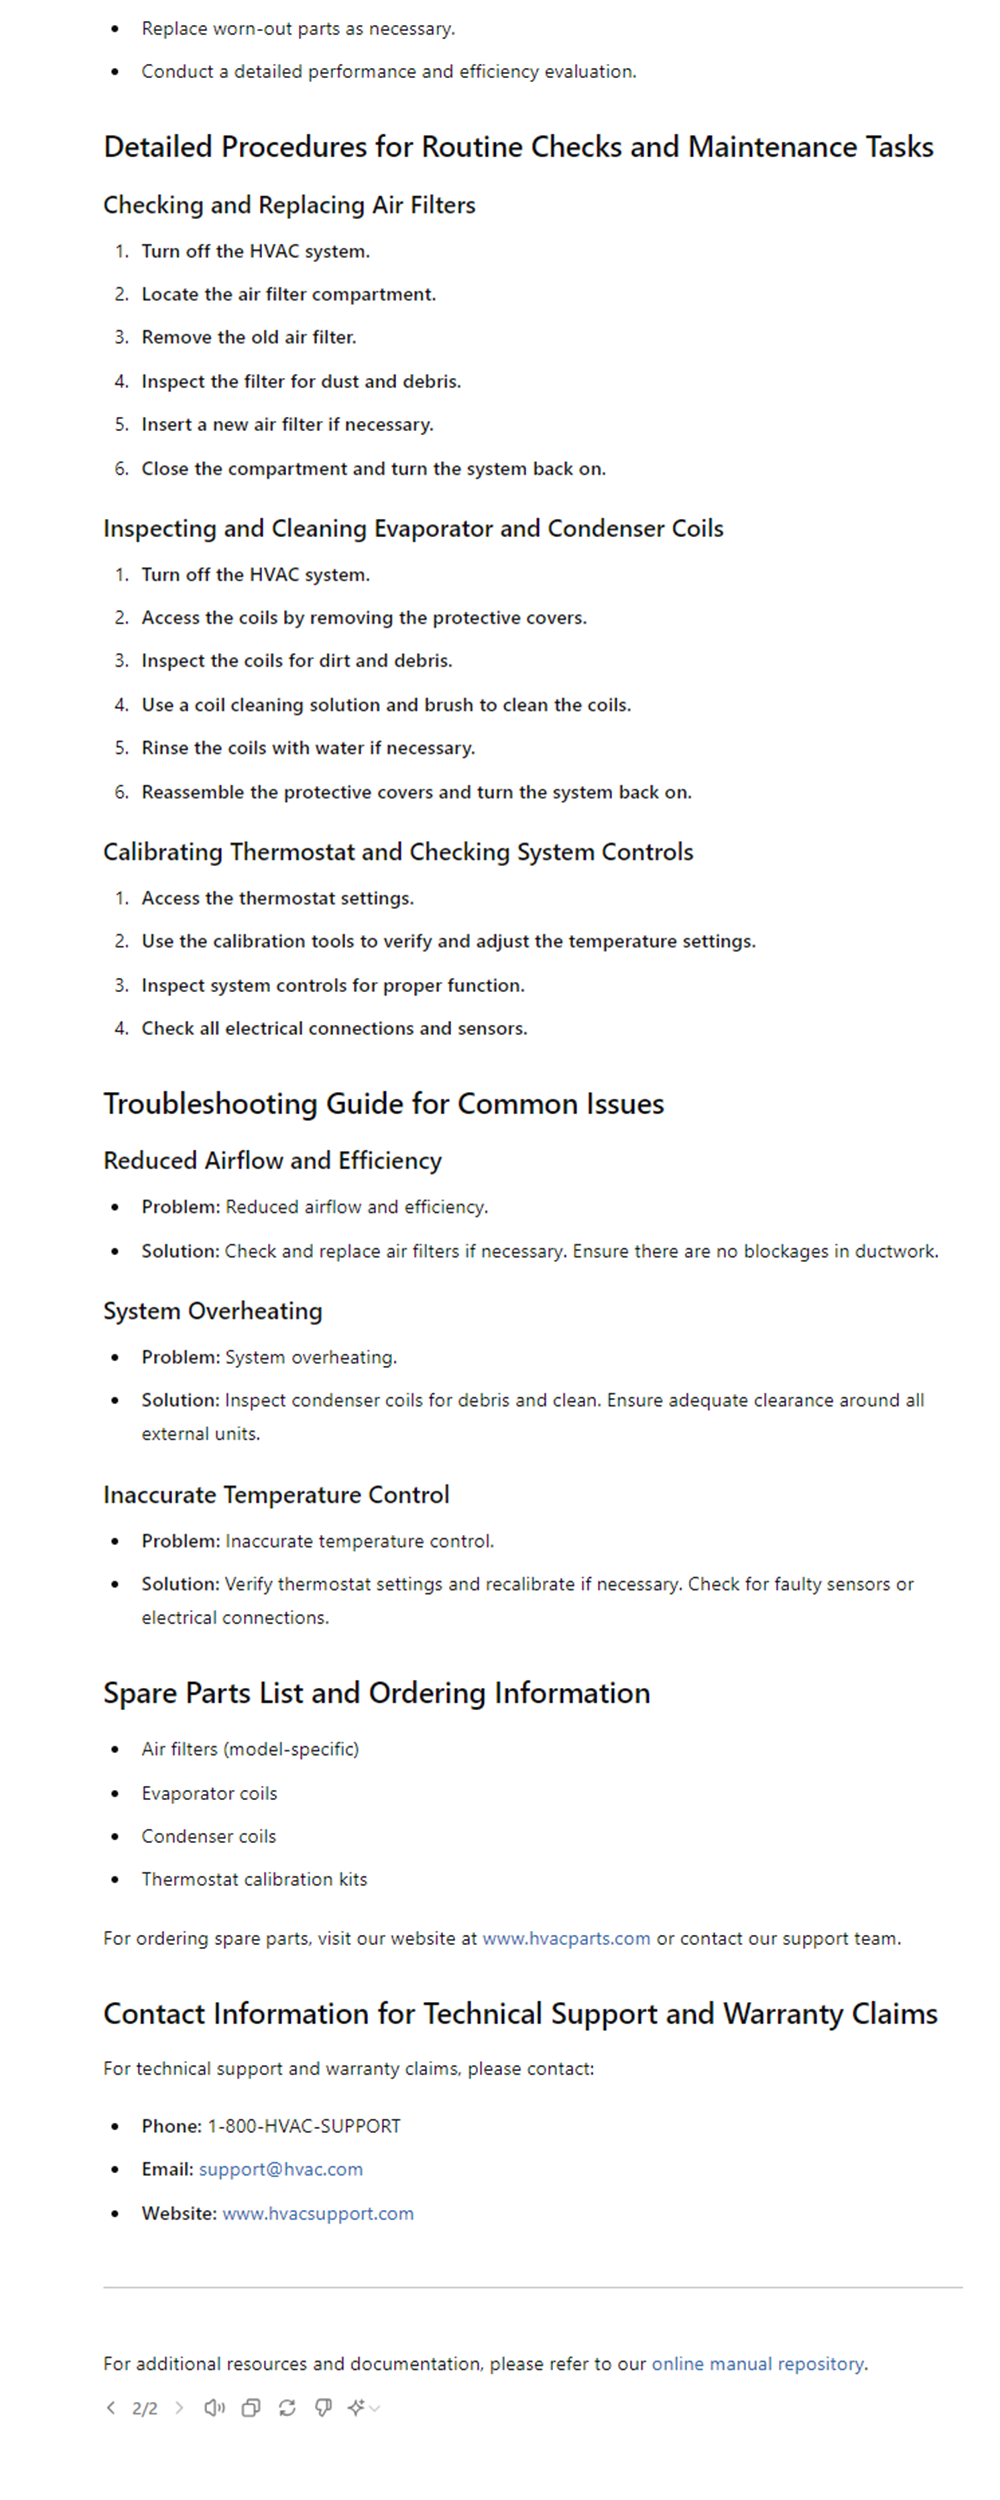 • Replace worn-out parts as necessary.
• Conduct a detailed performance and efficiency evaluation.
Detailed Procedures for Routine Checks and Maintenance Tasks
Checking and Replacing Air Filters
1. Turn off the HVAC system.
2. Locate the air filter compartment.
3. Remove the old air filter.
4. Inspect the filter for dust and debris.
5. Insert a new air filter if necessary.
6. Close the compartment and turn the system back on.
Inspecting and Cleaning Evaporator and Condenser Coils
1. Turn off the HVAC system.
2. Access the coils by removing the protective covers.
3. Inspect the coils for dirt and debris.
4. Use a coil cleaning solution and brush to clean the coils.
5. Rinse the coils with water if necessary.
6. Reassemble the protective covers and turn the system back on.
Calibrating Thermostat and Checking System Controls
1. Access the thermostat settings.
2. Use the calibration tools to verify and adjust the temperature settings.
3. Inspect system controls for proper function.
4. Check all electrical connections and sensors.
Troubleshooting Guide for Common Issues
Reduced Airflow and Efficiency
• Problem: Reduced airflow and efficiency.
• Solution: Check and replace air filters if necessary. Ensure there are no blockages in ductwork.
System Overheating
• Problem: System overheating.
• Solution: Inspect condenser coils for debris and clean. Ensure adequate clearance around all
external units.
Inaccurate Temperature Control
• Problem: Inaccurate temperature control.
• Solution: Verify thermostat settings and recalibrate if necessary. Check for faulty sensors or
electrical connections.
Spare Parts List and Ordering Information
• Air filters (model-specific)
• Evaporator coils
• Condenser coils
• Thermostat calibration kits
For ordering spare parts, visit our website at www.hvacparts.com or contact our support team.
Contact Information for Technical Support and Warranty Claims
For technical support and warranty claims, please contact:
• Phone: 1-800-HVAC-SUPPORT
• Email: support@hvac.com
• Website: www.hvacsupport.com
For additional resources and documentation, please refer to our online manual repository.
2/2